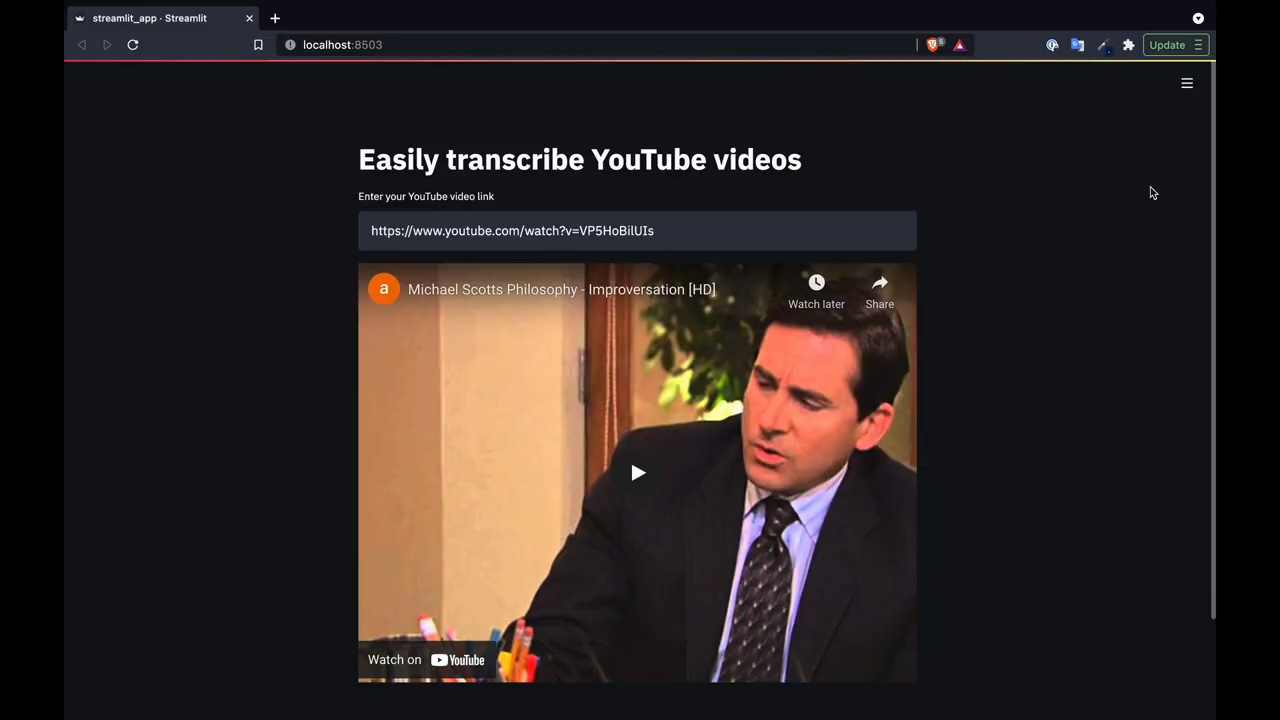 streamlit_app · Streamlit
localhost:8503
5
Update
Easily transcribe YouTube videos
Enter your YouTube video link
https://www.youtube.com/watch?v=VP5HoBilUIs
a
Michael Scotts Philosophy - Improversation [HD]
Watch later
Share
Watch on YouTube